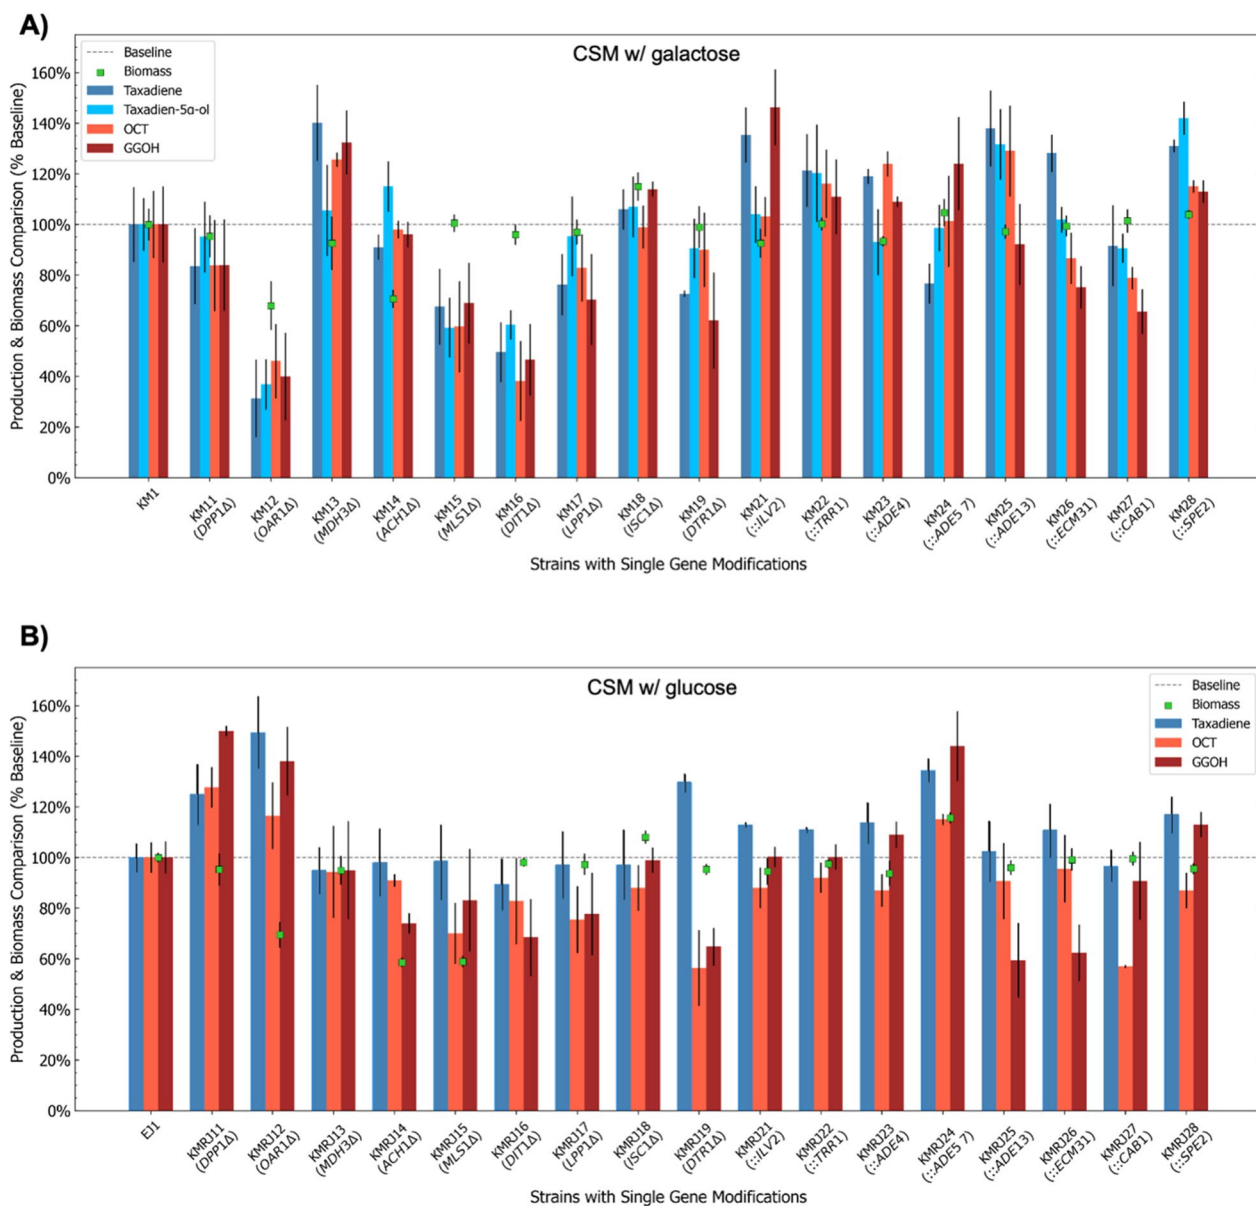 A)
CSM w/ galactose
Production & Biomass Comparison (% Baseline)
160%
140%
120%
100%
80%
60%
40%
20%
0%
Baseline
Biomass
Taxadiene
Taxadien-5α-ol
OCT
GGOH
KM1
KM11
(DPP1Δ)
KM12
(OAR1Δ)
KM13
(MDH3Δ)
KM14
(ACH1Δ)
KM15
(MLS1Δ)
KM16
(DIT1Δ)
KM17
(LPP1Δ)
KM18
(ISC1Δ)
KM19
(DTR1Δ)
KM21
(::ILV2)
KM22
(::TRR1)
KM23
(::ADE4)
KM24
(::ADE5 7)
KM25
(::ADE13)
KM26
(::ECM31)
KM27
(::CAB1)
KM28
(::SPE2)
Strains with Single Gene Modifications
B)
CSM w/ glucose
Production & Biomass Comparison (% Baseline)
160%
140%
120%
100%
80%
60%
40%
20%
0%
Baseline
Biomass
Taxadiene
OCT
GGOH
EJ1
KMRJ11
(DPP1Δ)
KMRJ12
(OAR1Δ)
KMRJ13
(MDH3Δ)
KMRJ14
(ACH1Δ)
KMRJ15
(MLS1Δ)
KMRJ16
(DIT1Δ)
KMRJ17
(LPP1Δ)
KMRJ18
(ISC1Δ)
KMRJ19
(DTR1Δ)
KMRJ21
(::ILV2)
KMRJ22
(::TRR1)
KMRJ23
(::ADE4)
KMRJ24
(::ADE5 7)
KMRJ25
(::ADE13)
KMRJ26
(::ECM31)
KMRJ27
(::CAB1)
KMRJ28
(::SPE2)
Strains with Single Gene Modifications